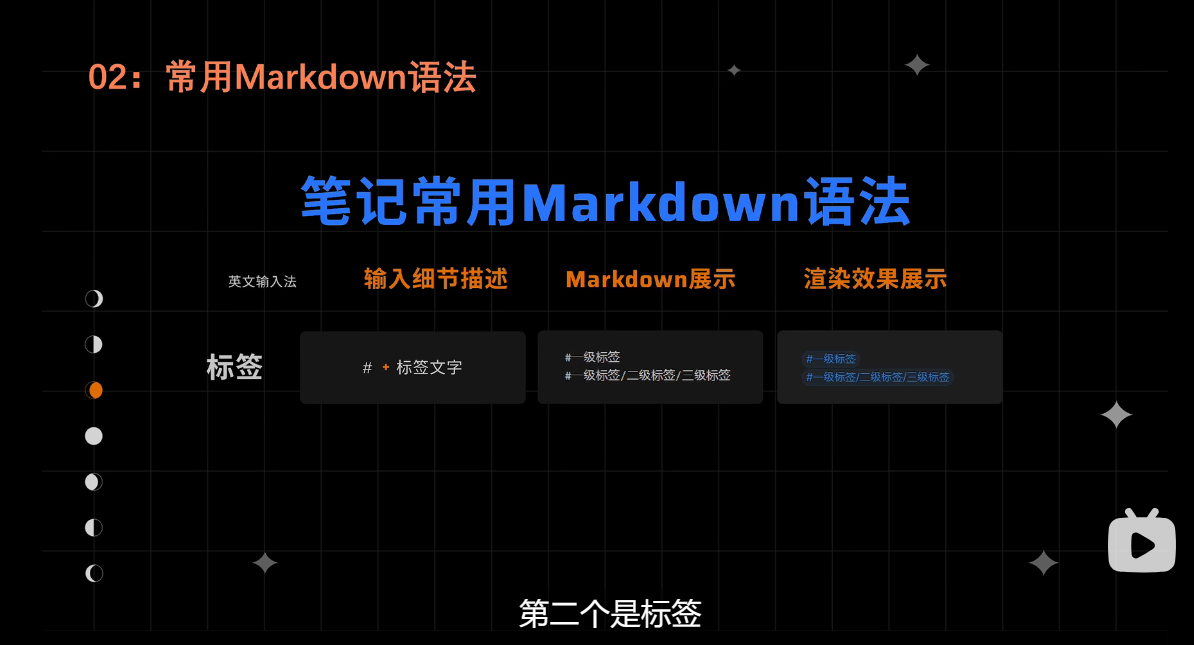 02：常用Markdown语法
笔记常用Markdown语法
英文输入法 输入细节描述 Markdown展示 渲染效果展示
标签 # + 标签文字
#一级标签
#一级标签/二级标签/三级标签
#一级标签
#一级标签/二级标签/三级标签
第二个是标签